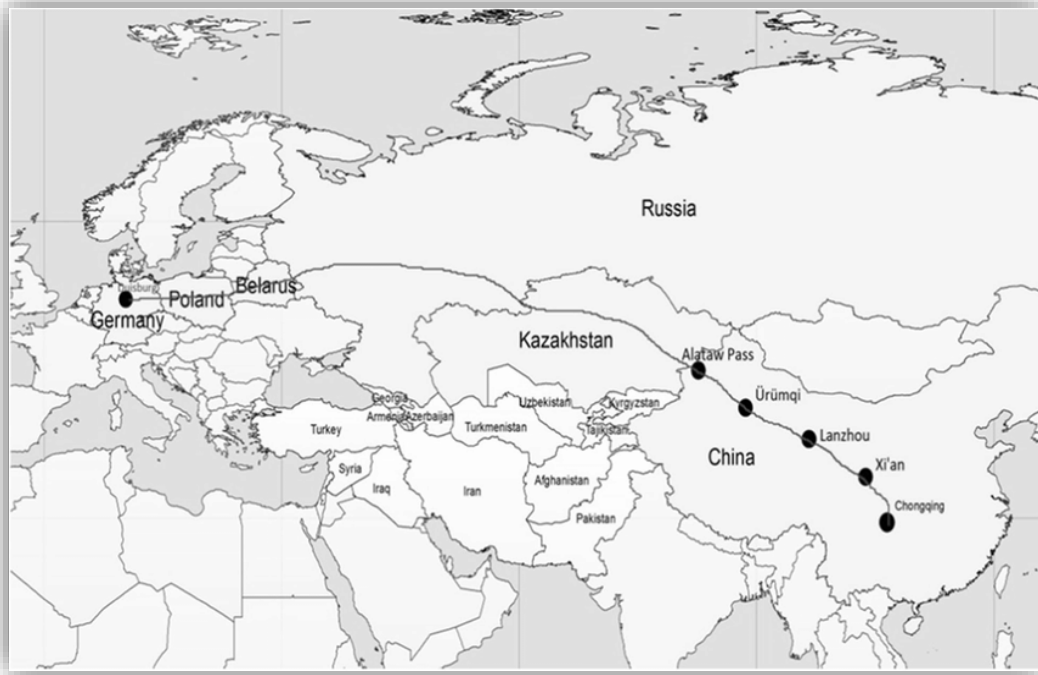 Russia
Duisburg
Belarus
Poland
Germany
Kazakhstan
Alataw Pass
Ürümqi
Georgia
Uzbekistan
Kyrgyzstan
Armenia
Azerbaijan
Turkey
Turkmenistan
Tajikistan
Lanzhou
China
Syria
Xi'an
Iraq
Iran
Afghanistan
Chongqing
Pakistan